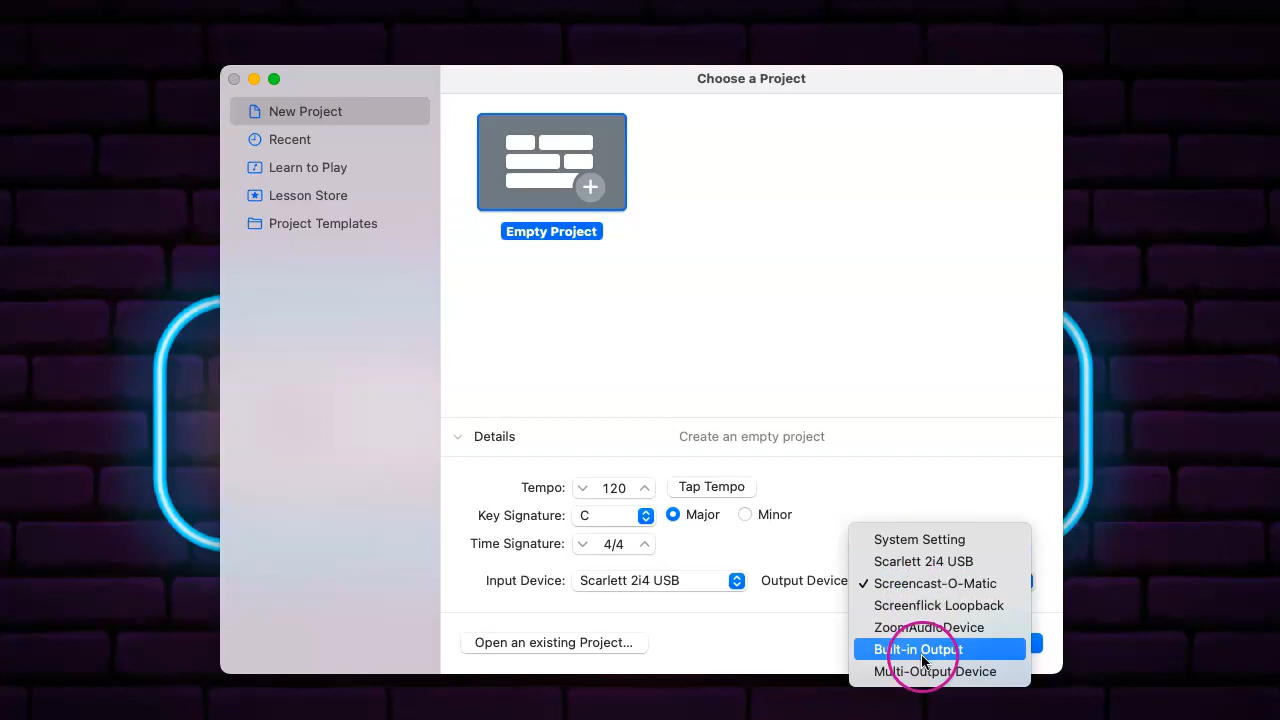 Choose a Project
New Project
Recent
Learn to Play
Lesson Store
Project Templates
Empty Project
Details
Create an empty project
Tempo:
120
Tap Tempo
Key Signature:
C
Major
Minor
Time Signature:
4/4
Input Device:
Scarlett 2i4 USB
Output Device
System Setting
Scarlett 2i4 USB
✓ Screencast-O-Matic
Screenflick Loopback
ZoomAudioDevice
Built-in Output
Multi-Output Device
Open an existing Project...